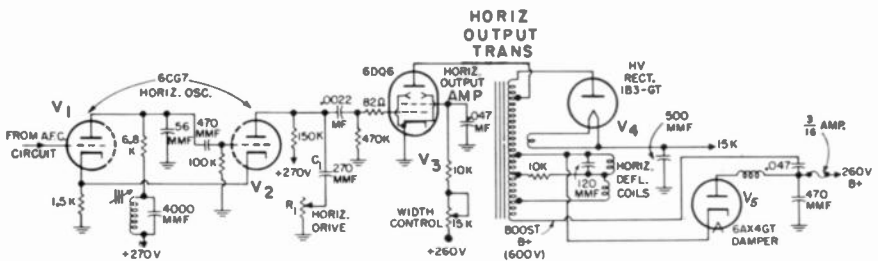 HORIZ
OUTPUT
TRANS
6CG7
HORIZ. OSC.
V1
FROM A.F.C.
CIRCUIT
6.8
K
.56
MMF
470
MMF
100K
1.5K
4000
MMF
+270V
V2
150K
+270V
.0022
MF
C1
270
MMF
R1
HORIZ.
DRIVE
82Ω
470K
6DQ6
HORIZ.
OUTPUT
AMP
.047
MF
V3
10K
WIDTH
CONTROL
15K
+260V
10K
120
MMF
HORIZ.
DEFL.
COILS
BOOST
B+
(600V)
HV
RECT.
1B3-GT
V4
500
MMF
15K
3/16 AMP.
.047
260V
B+
470
MMF
V5
6AX4GT
DAMPER